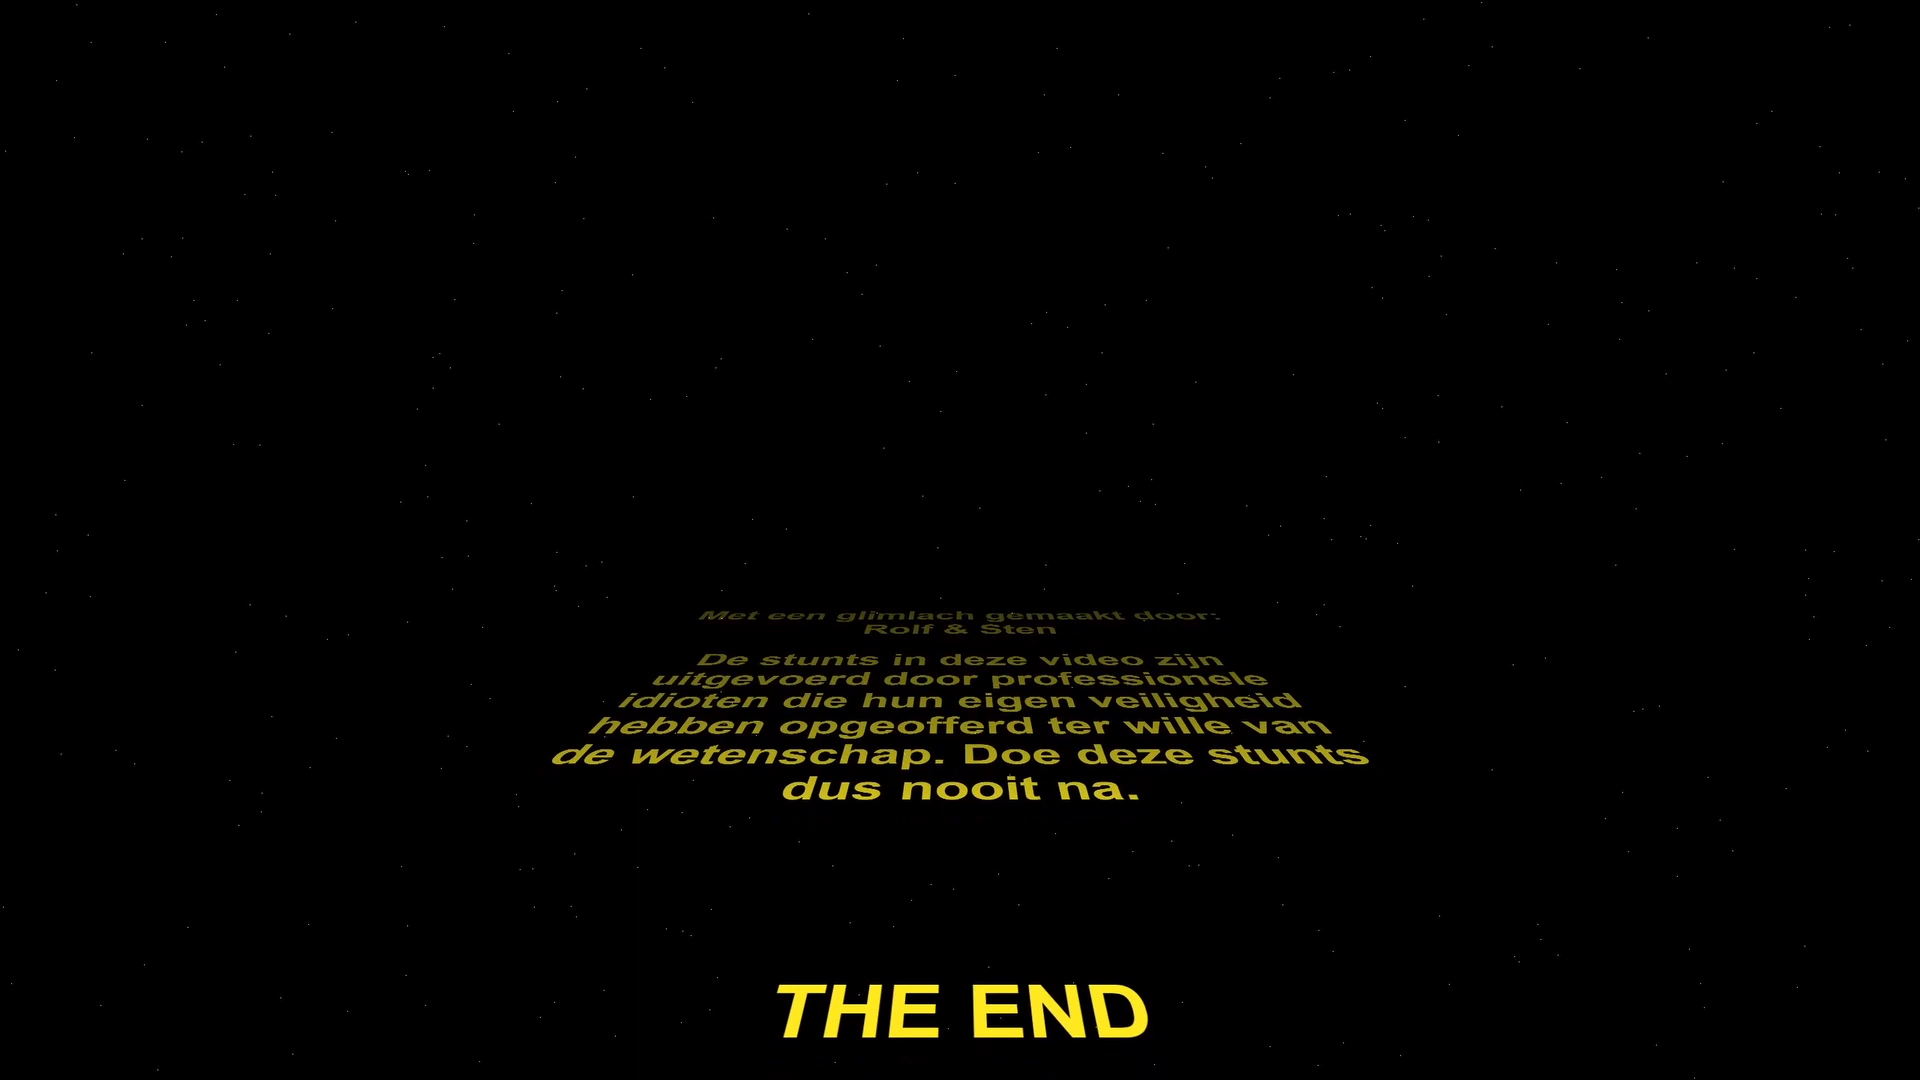 Met een glimlach gemaakt door:
Rolf & Sten
De stunts in deze video zijn
uitgevoerd door professionele
idioten die hun eigen veiligheid
hebben opgeofferd ter wille van
de wetenschap. Doe deze stunts
dus nooit na.
THE END